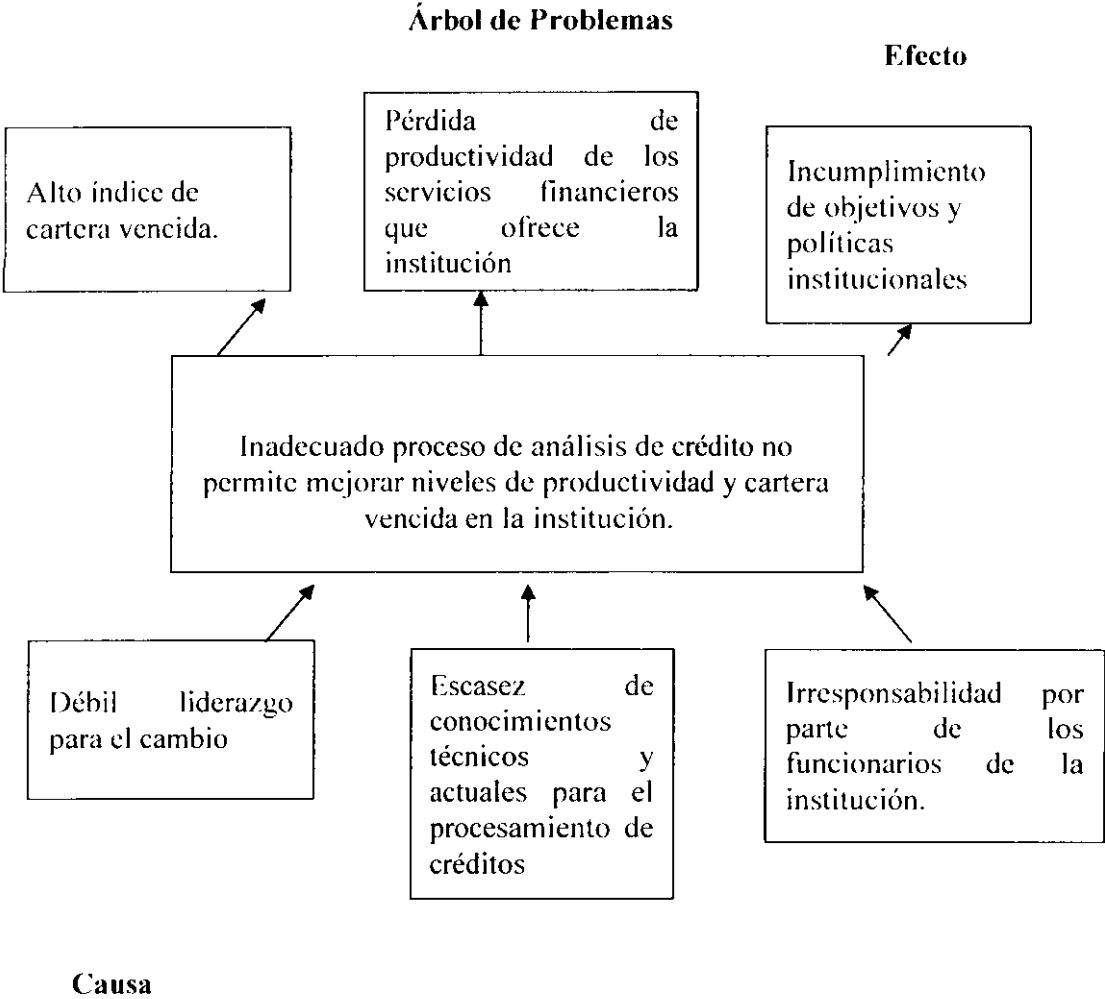 Árbol de Problemas
Efecto
Alto índice de
cartera vencida.
Pérdida de
productividad de los
servicios financieros
que ofrece la
institución
Incumplimiento
de objetivos y
políticas
institucionales
Inadecuado proceso de análisis de crédito no
permite mejorar niveles de productividad y cartera
vencida en la institución.
Débil liderazgo
para el cambio
Escasez de
conocimientos
técnicos y
actuales para el
procesamiento de
créditos
Irresponsabilidad por
parte de los
funcionarios de la
institución.
Causa